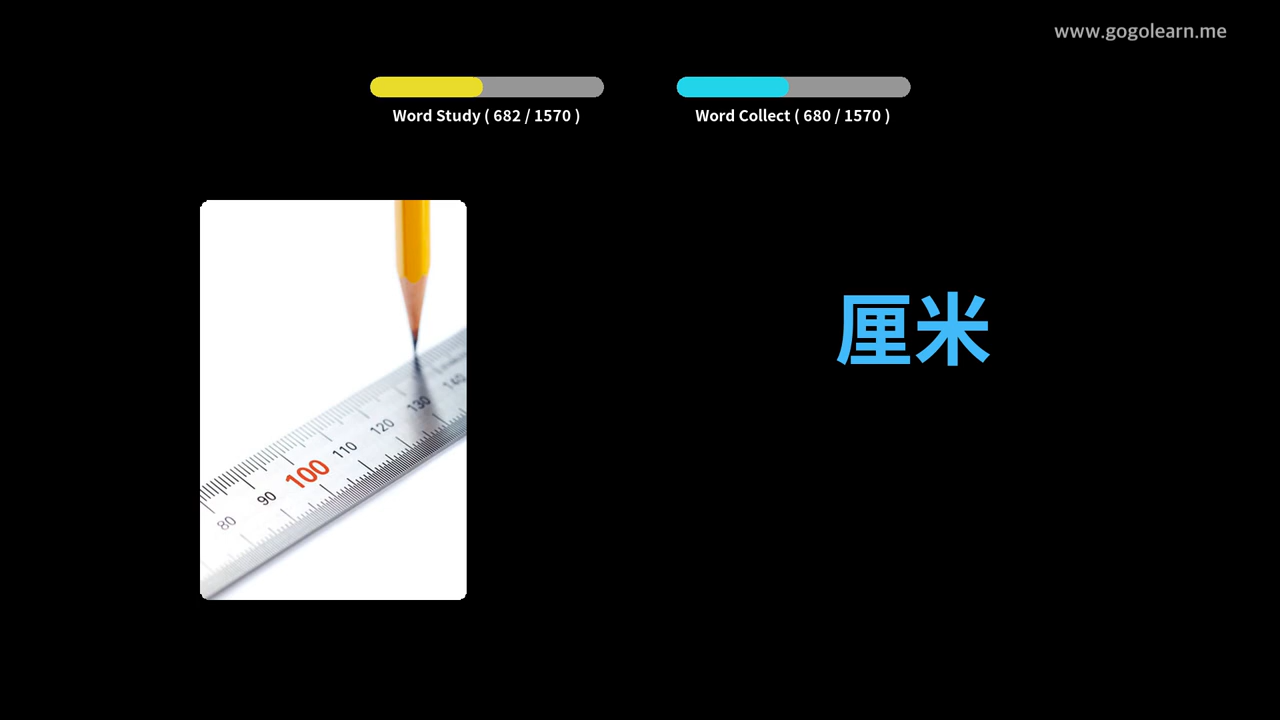 www.gogolearn.me
Word Study ( 682 / 1570 )
Word Collect ( 680 / 1570 )
厘米
80
90
100
110
120
130
140